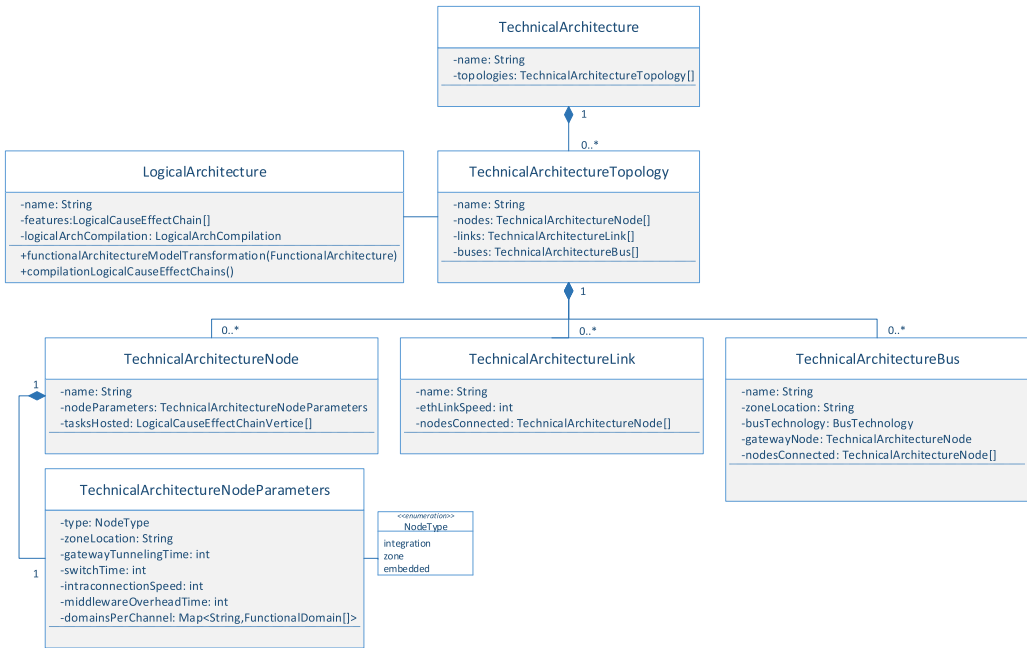 TechnicalArchitecture
-name: String
-topologies: TechnicalArchitectureTopology[]
1
0..*
LogicalArchitecture
-name: String
-features:LogicalCauseEffectChain[]
-logicalArchCompilation: LogicalArchCompilation
+functionalArchitectureModelTransformation(FunctionalArchitecture)
+compilationLogicalCauseEffectChains()
TechnicalArchitectureTopology
-name: String
-nodes: TechnicalArchitectureNode[]
-links: TechnicalArchitectureLink[]
-buses: TechnicalArchitectureBus[]
1
0..*
0..*
0..*
TechnicalArchitectureNode
-name: String
-nodeParameters: TechnicalArchitectureNodeParameters
-tasksHosted: LogicalCauseEffectChainVertice[]
TechnicalArchitectureLink
-name: String
-ethLinkSpeed: int
-nodesConnected: TechnicalArchitectureNode[]
TechnicalArchitectureBus
-name: String
-zoneLocation: String
-busTechnology: BusTechnology
-gatewayNode: TechnicalArchitectureNode
-nodesConnected: TechnicalArchitectureNode[]
1
1
TechnicalArchitectureNodeParameters
-type: NodeType
-zoneLocation: String
-gatewayTunnelingTime: int
-switchTime: int
-intraconnectionSpeed: int
-middlewareOverheadTime: int
-domainsPerChannel: Map<String,FunctionalDomain[]>
<<enumeration>>
NodeType
integration
zone
embedded